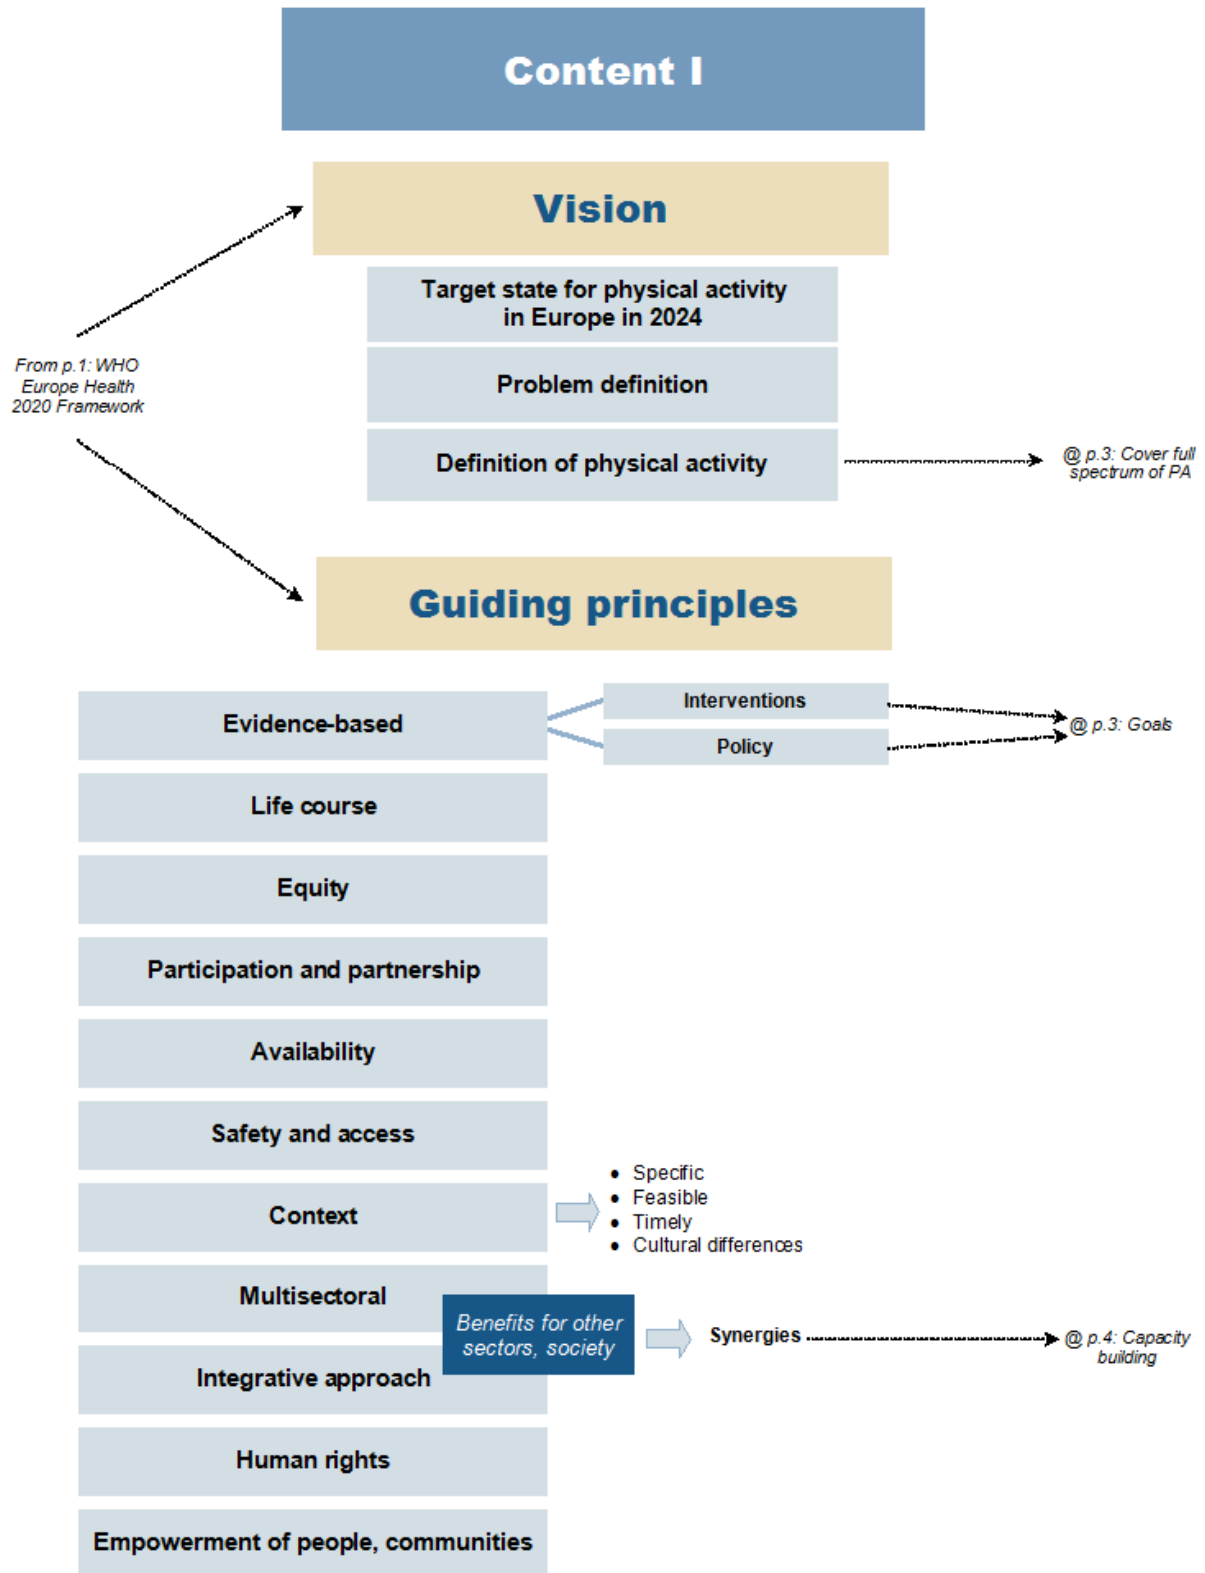 Content I
Vision
Target state for physical activity
in Europe in 2024
Problem definition
Definition of physical activity
From p.1: WHO
Europe Health
2020 Framework
@ p.3: Cover full
spectrum of PA
Guiding principles
Evidence-based
Interventions
Policy
@ p.3: Goals
Life course
Equity
Participation and partnership
Availability
Safety and access
Context
• Specific
• Feasible
• Timely
• Cultural differences
Multisectoral
Benefits for other
sectors, society
Synergies
@ p.4: Capacity
building
Integrative approach
Human rights
Empowerment of people, communities